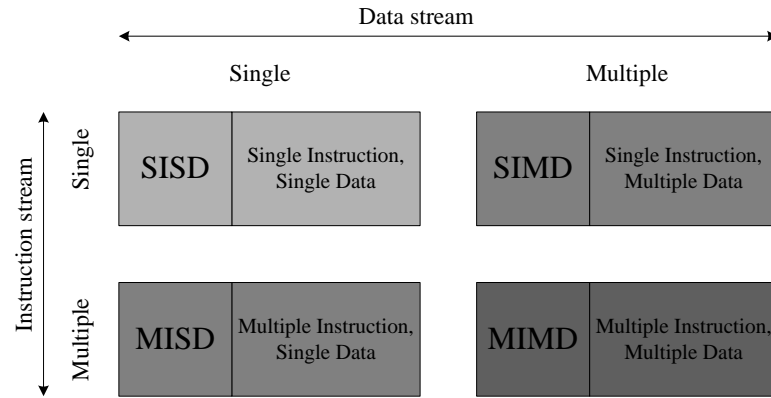 Data stream
Single
Multiple
Instruction stream
Single
SISD
Single Instruction,
Single Data
SIMD
Single Instruction,
Multiple Data
Multiple
MISD
Multiple Instruction,
Single Data
MIMD
Multiple Instruction,
Multiple Data